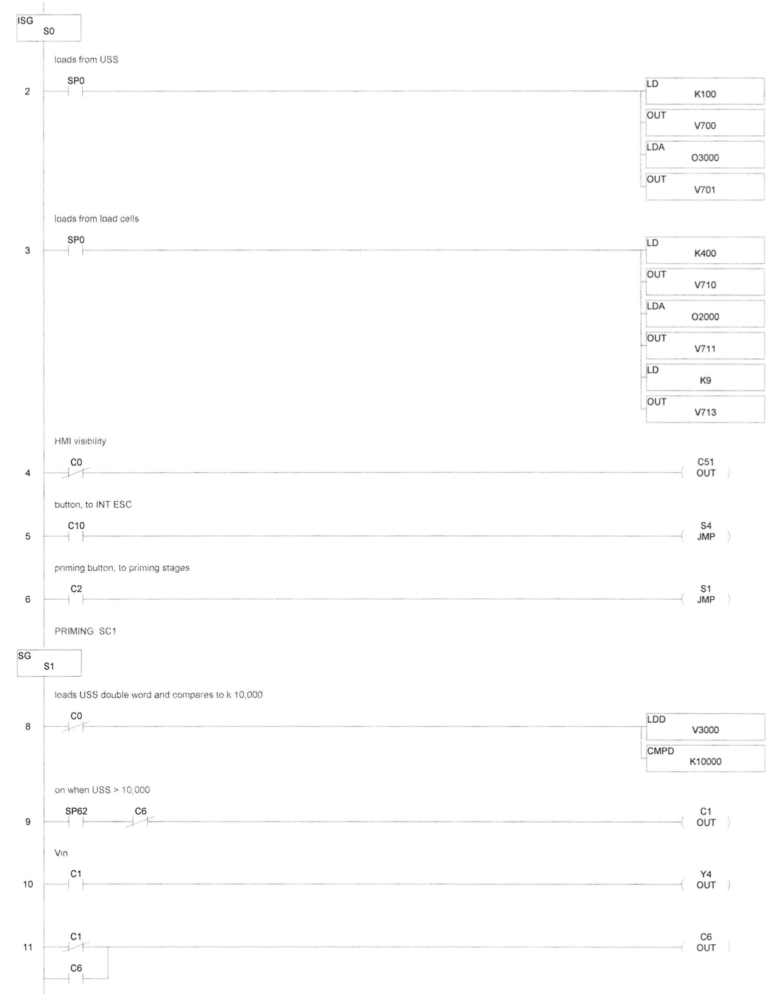 ISG
S0
loads from USS
SP0
2
LD
K100
OUT
V700
LDA
O3000
OUT
V701
loads from load cells
SP0
3
LD
K400
OUT
V710
LDA
O2000
OUT
V711
LD
K9
OUT
V713
HMI visibility
C0
4
C51
OUT
button, to INT ESC
C10
5
S4
JMP
priming button, to priming stages
C2
6
S1
JMP
PRIMING: SC1
SG
S1
loads USS double word and compares to k 10,000
C0
8
LDD
V3000
CMPD
K10000
on when USS > 10,000
SP62 C6
9
C1
OUT
Vin
C1
10
Y4
OUT
C1
11
C6
OUT
C6